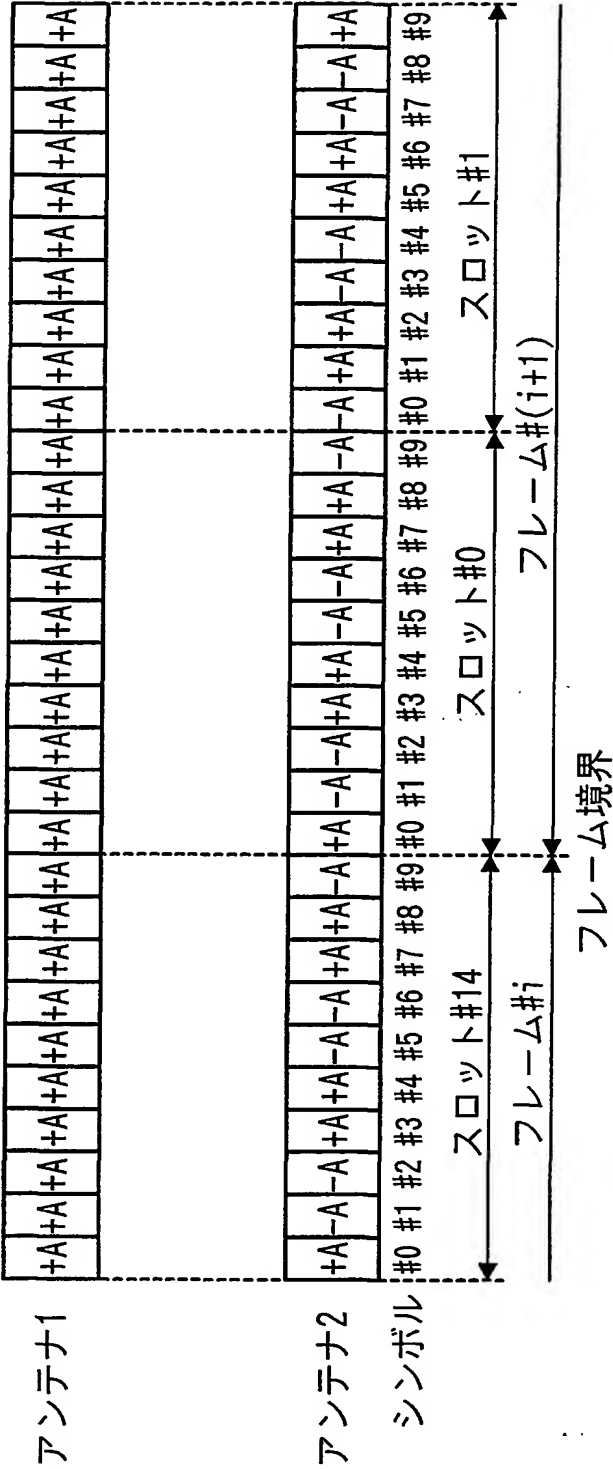 アンテナ1 +A +A +A +A +A +A +A +A +A +A +A +A +A +A +A +A +A +A +A +A +A +A +A +A +A +A +A +A +A +A
アンテナ2 +A −A −A +A +A −A −A +A +A −A +A −A −A +A +A −A −A +A +A −A −A +A +A −A −A +A +A −A −A +A
シンボル #0 #1 #2 #3 #4 #5 #6 #7 #8 #9 #0 #1 #2 #3 #4 #5 #6 #7 #8 #9 #0 #1 #2 #3 #4 #5 #6 #7 #8 #9
スロット#14 スロット#0 スロット#1
フレーム#i フレーム#(i+1)
フレーム境界